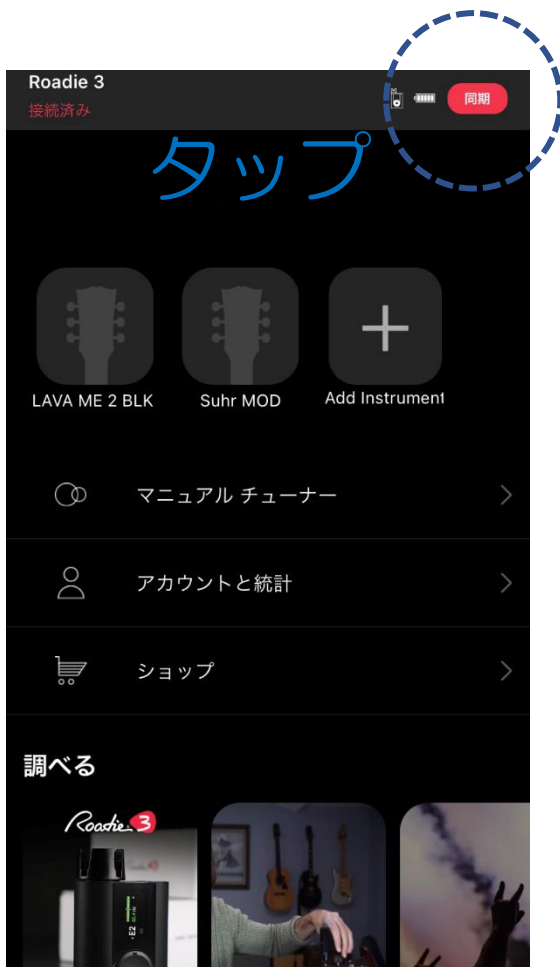 Roadie 3
接続済み
同期
タップ
LAVA ME 2 BLK
Suhr MOD
Add Instrument
マニュアル チューナー
アカウントと統計
ショップ
調べる
Roadie 3
E2